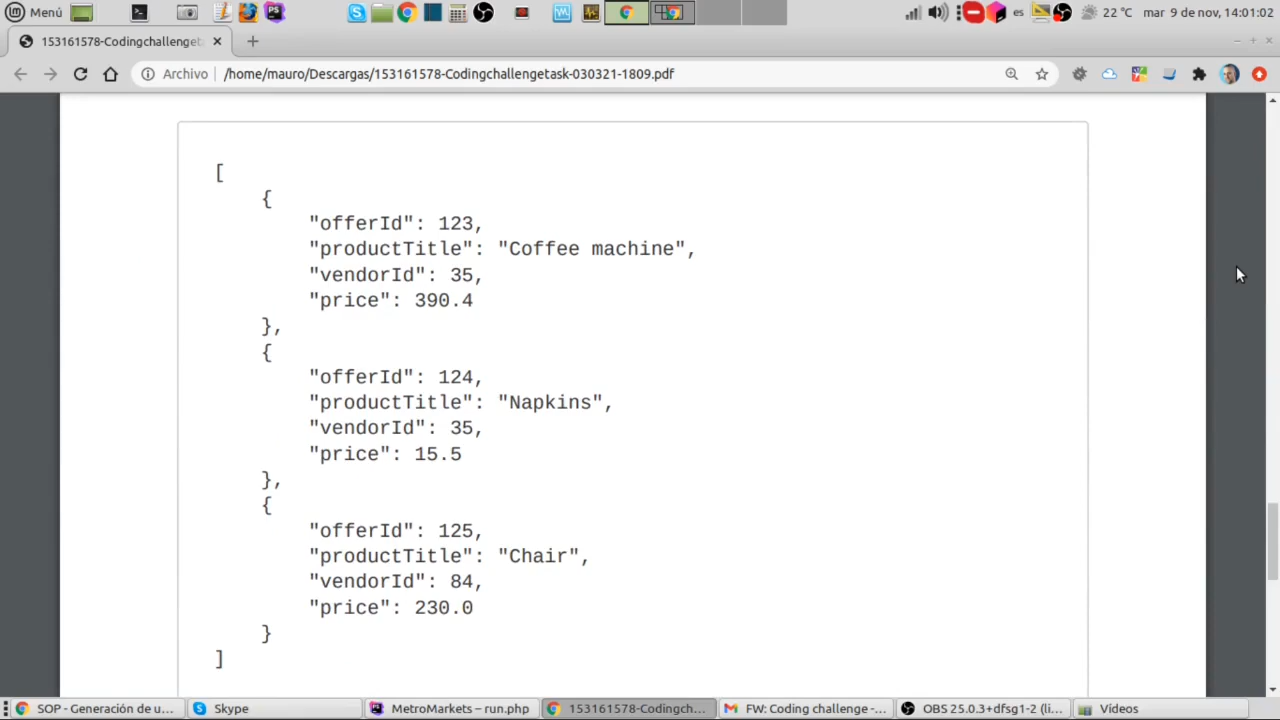 Menú
es
22 °C
mar 9 de nov, 14:01:02
153161578-Codingchallengeta
Archivo
/home/mauro/Descargas/153161578-Codingchallengetask-030321-1809.pdf
[
{
"offerId": 123,
"productTitle": "Coffee machine",
"vendorId": 35,
"price": 390.4
},
{
"offerId": 124,
"productTitle": "Napkins",
"vendorId": 35,
"price": 15.5
},
{
"offerId": 125,
"productTitle": "Chair",
"vendorId": 84,
"price": 230.0
}
]
SOP - Generación de u...
Skype
MetroMarkets – run.php
153161578-Codingch...
FW: Coding challenge -...
OBS 25.0.3+dfsg1-2 (li...
Vídeos